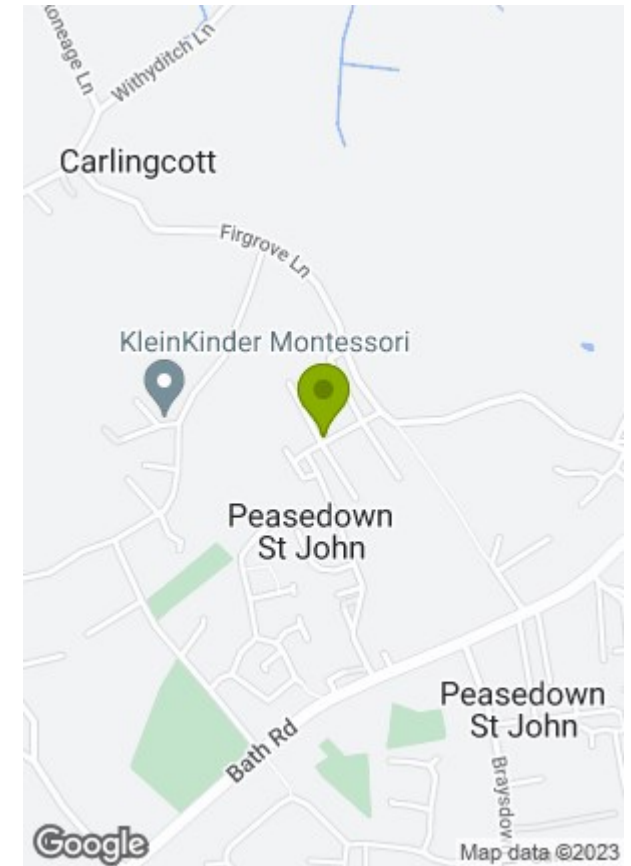 Withyditch Ln
Carlingcott
Firgrove Ln
KleinKinder Montessori
Peasedown
St John
Peasedown
St John
Bath Rd
Braysdow
Google
Map data ©2023